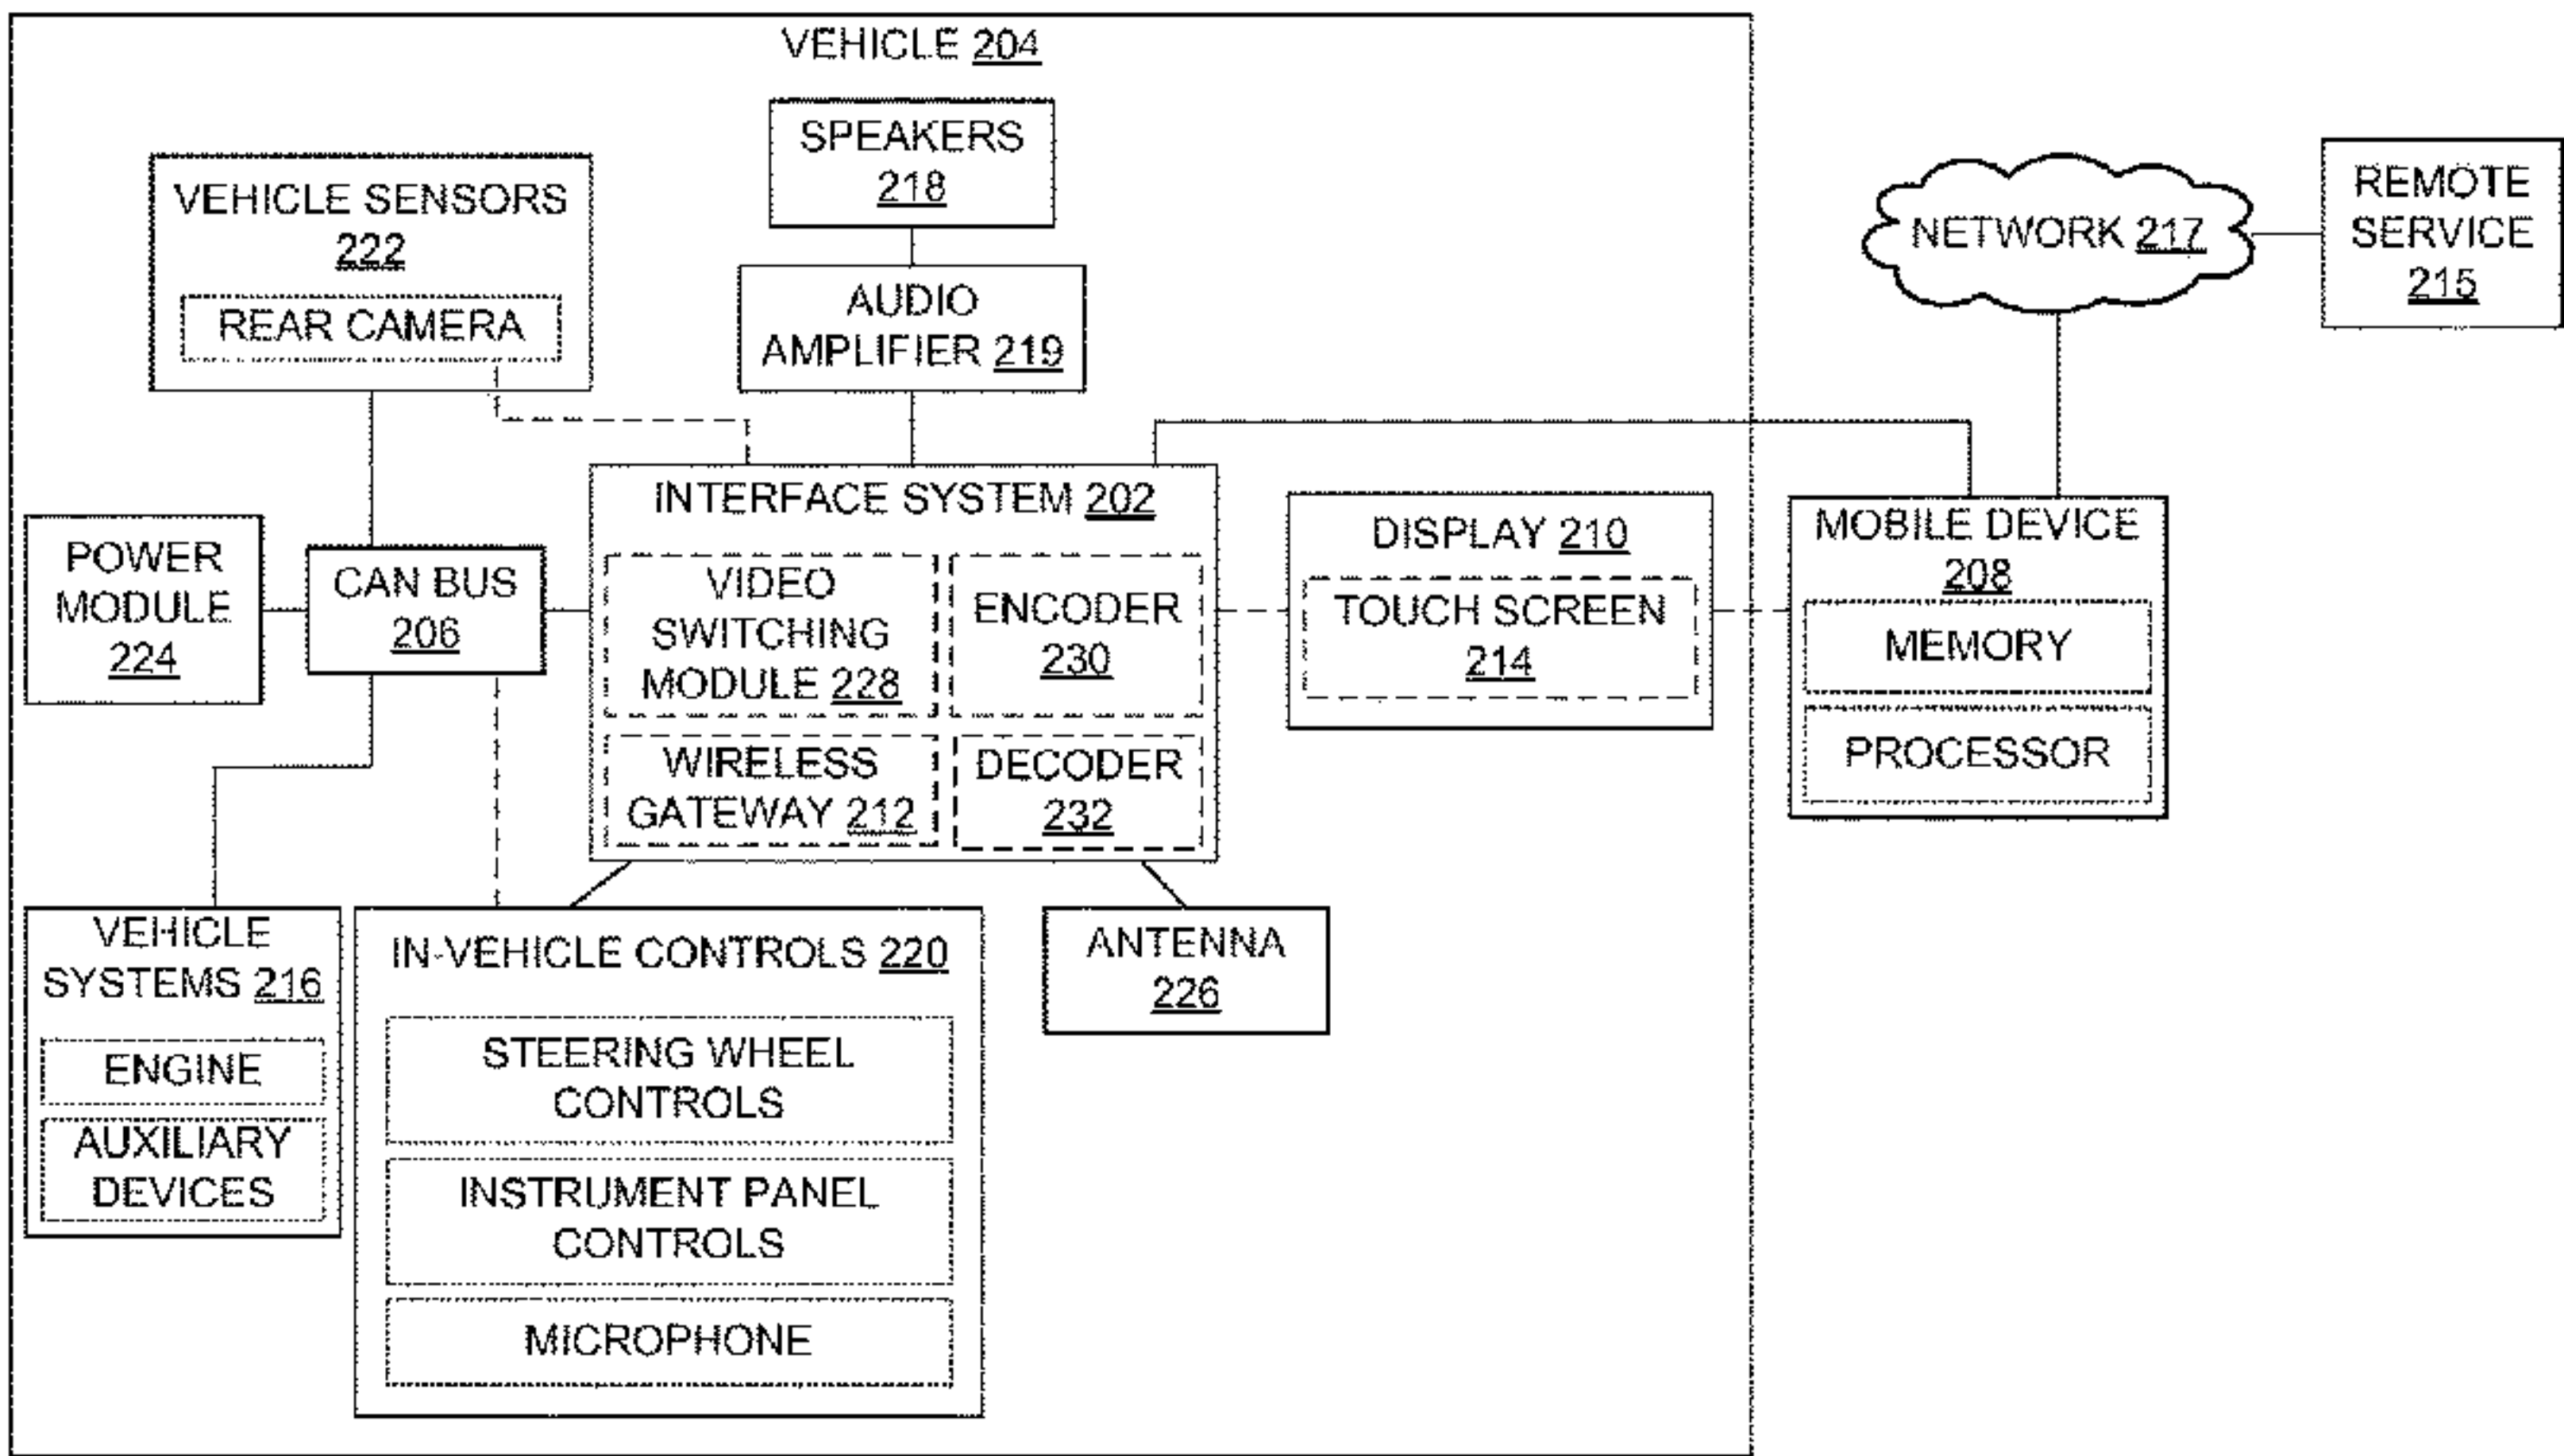 VEHICLE 204
SPEAKERS
218
VEHICLE SENSORS
222
REAR CAMERA
AUDIO
AMPLIFIER 219
NETWORK 217
REMOTE
SERVICE
215
POWER
MODULE
224
CAN BUS
206
INTERFACE SYSTEM 202
VIDEO
SWITCHING
MODULE 228
ENCODER
230
WIRELESS
GATEWAY 212
DECODER
232
DISPLAY 210
TOUCH SCREEN
214
MOBILE DEVICE
208
MEMORY
PROCESSOR
VEHICLE
SYSTEMS 216
ENGINE
AUXILIARY
DEVICES
IN-VEHICLE CONTROLS 220
STEERING WHEEL
CONTROLS
INSTRUMENT PANEL
CONTROLS
MICROPHONE
ANTENNA
226